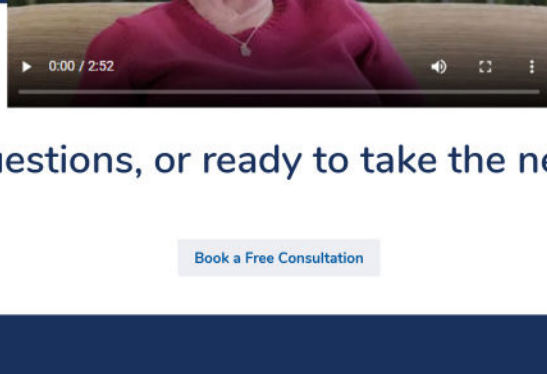 0:00 / 2:52
uestions, or ready to take the ne
Book a Free Consultation